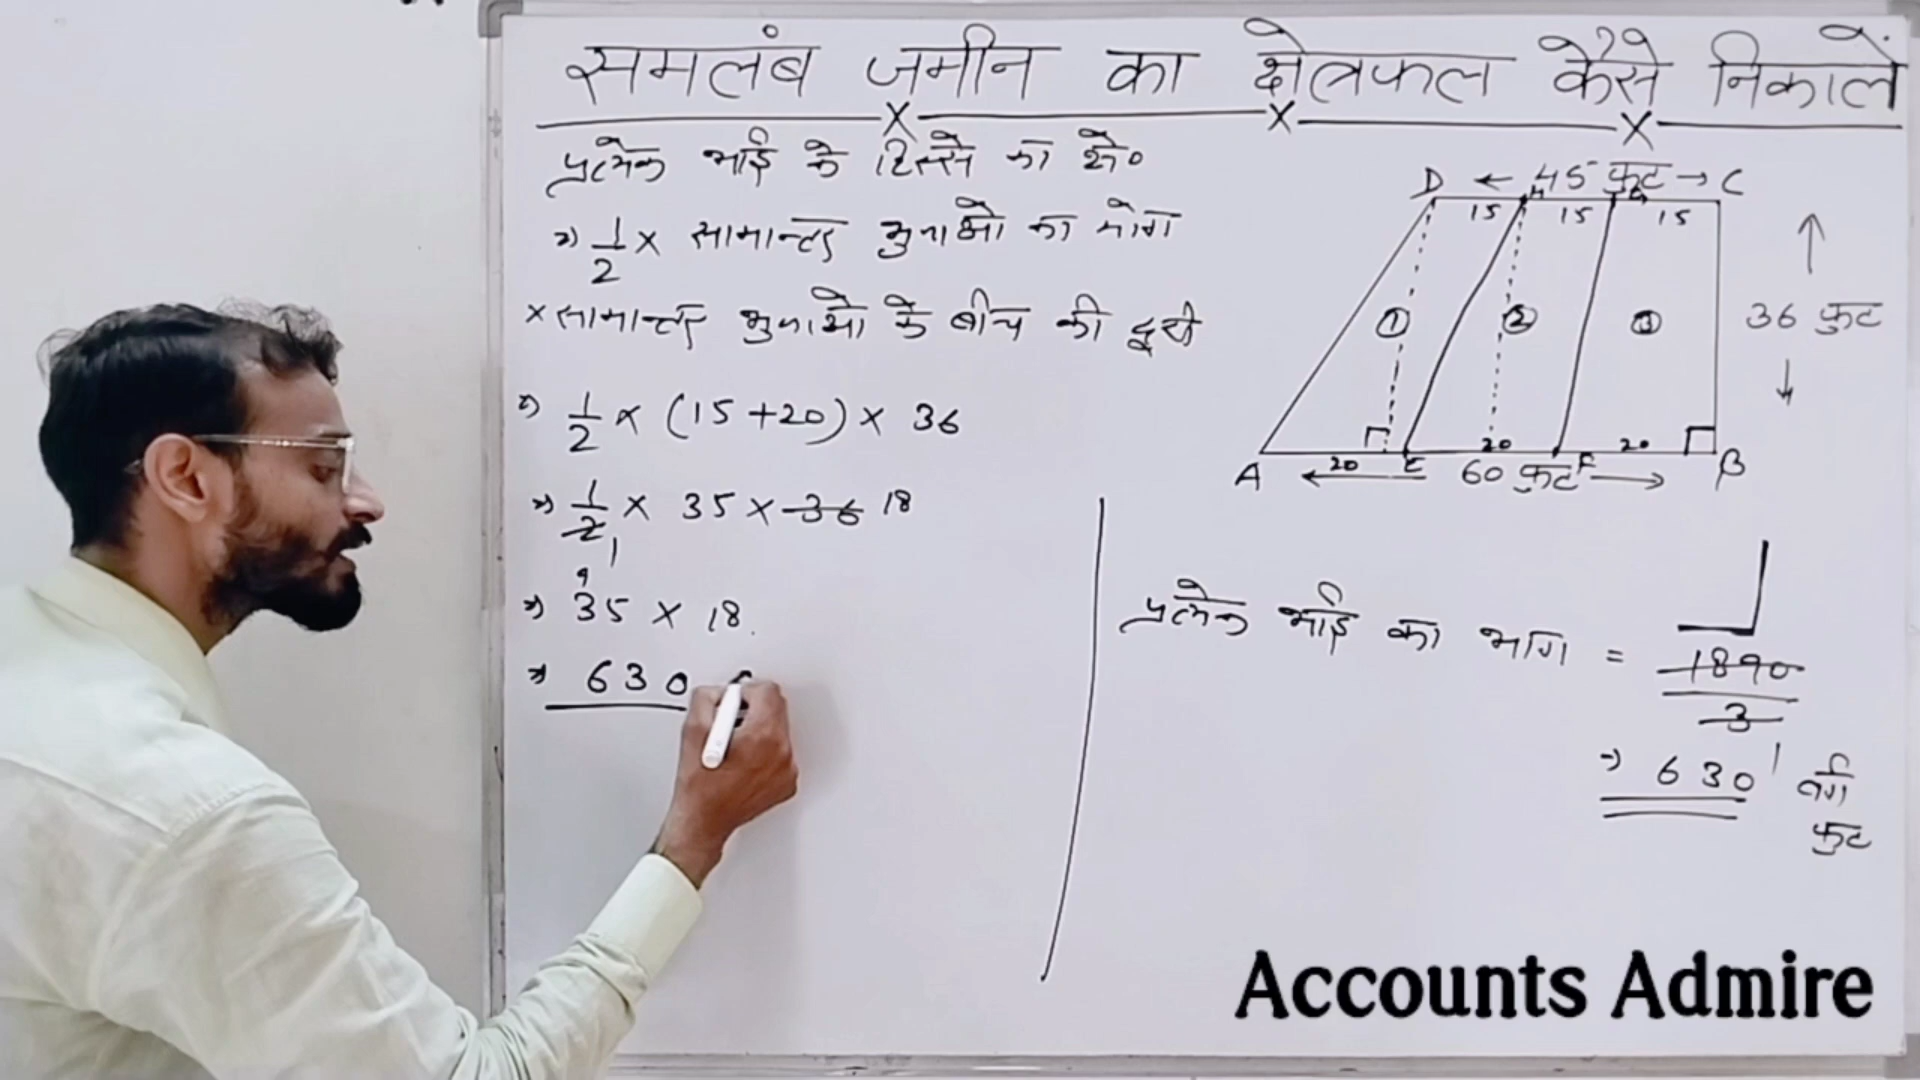 समलंब जमीन का क्षेत्रफल कैसे निकालें
प्रत्येक भाई के हिस्से का क्षे०
⇒ 1/2 × सामान्तर भुजाओ का योग
× सामान्तर भुजाओ के बीच की दूरी
⇒ 1/2 × (15+20) × 36
⇒ 1/2 × 35 × 36 18
1
⇒ 35 × 18
⇒ 630
D ← 45 फुट → C
15 15 15
① ② ③
36 फुट
20 20 20
A ← E 60 फुट F → B
प्रत्येक भाई का भाग = 1890/3
1
⇒ 630 वर्ग
फुट
Accounts Admire